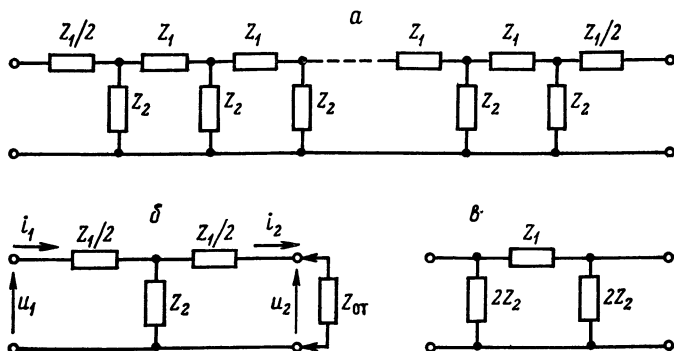 а
Z₁/2 Z₁ Z₁ Z₁ Z₁ Z₁/2
Z₂ Z₂ Z₂ Z₂ Z₂
б в
i₁ Z₁/2 Z₁/2 i₂ Z₁
u₁ Z₂ u₂ Zот 2Z₂ 2Z₂